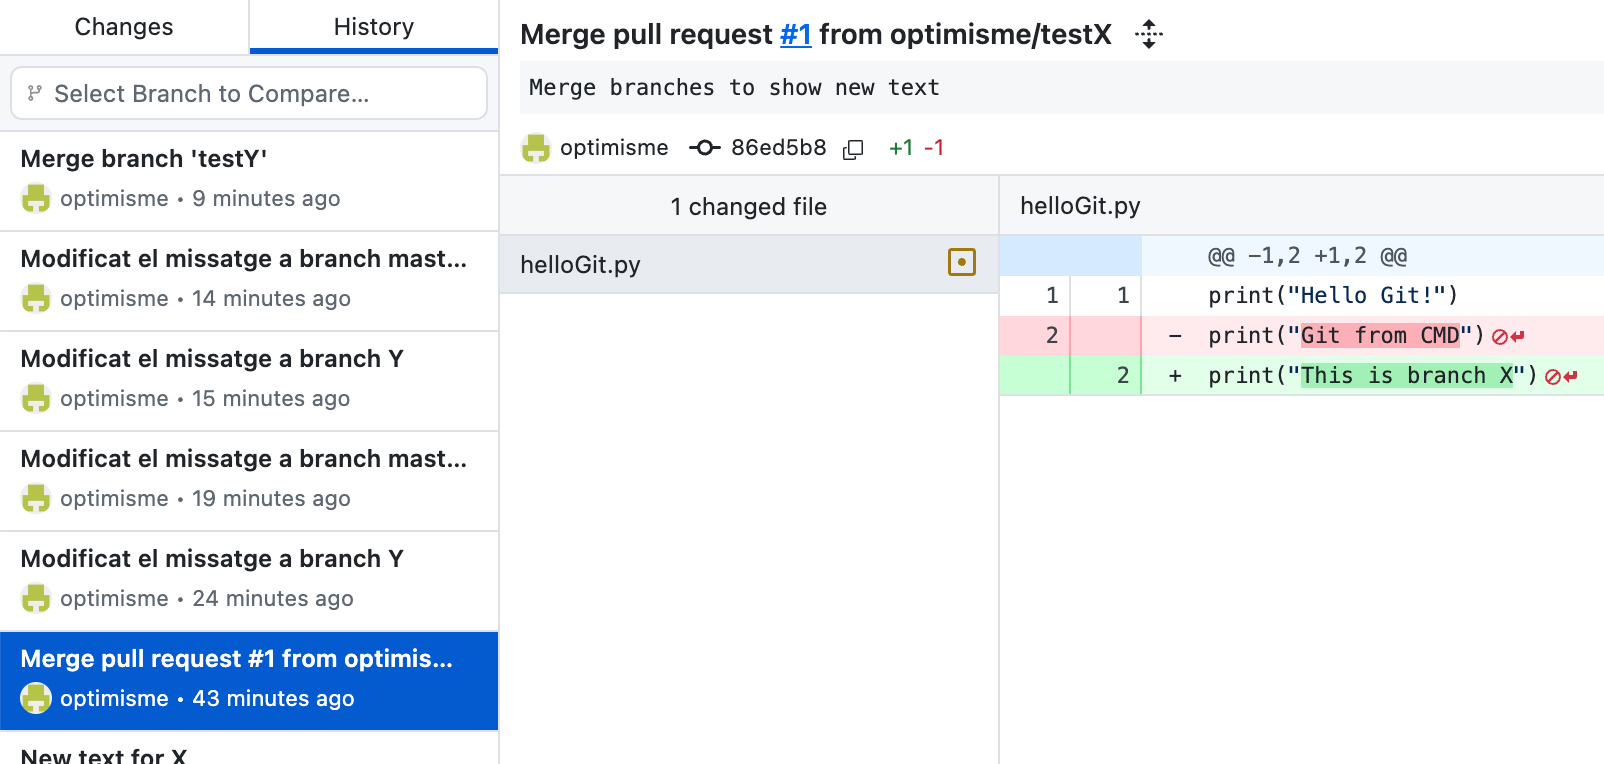 Changes
History
Select Branch to Compare...
Merge branch 'testY'
optimisme • 9 minutes ago
Modificat el missatge a branch mast...
optimisme • 14 minutes ago
Modificat el missatge a branch Y
optimisme • 15 minutes ago
Modificat el missatge a branch mast...
optimisme • 19 minutes ago
Modificat el missatge a branch Y
optimisme • 24 minutes ago
Merge pull request #1 from optimis...
optimisme • 43 minutes ago
New text for X
Merge pull request #1 from optimisme/testX
Merge branches to show new text
optimisme 86ed5b8 +1 -1
1 changed file
helloGit.py
helloGit.py
@@ -1,2 +1,2 @@
1 1 print("Hello Git!")
2 - print("Git from CMD")
2 + print("This is branch X")